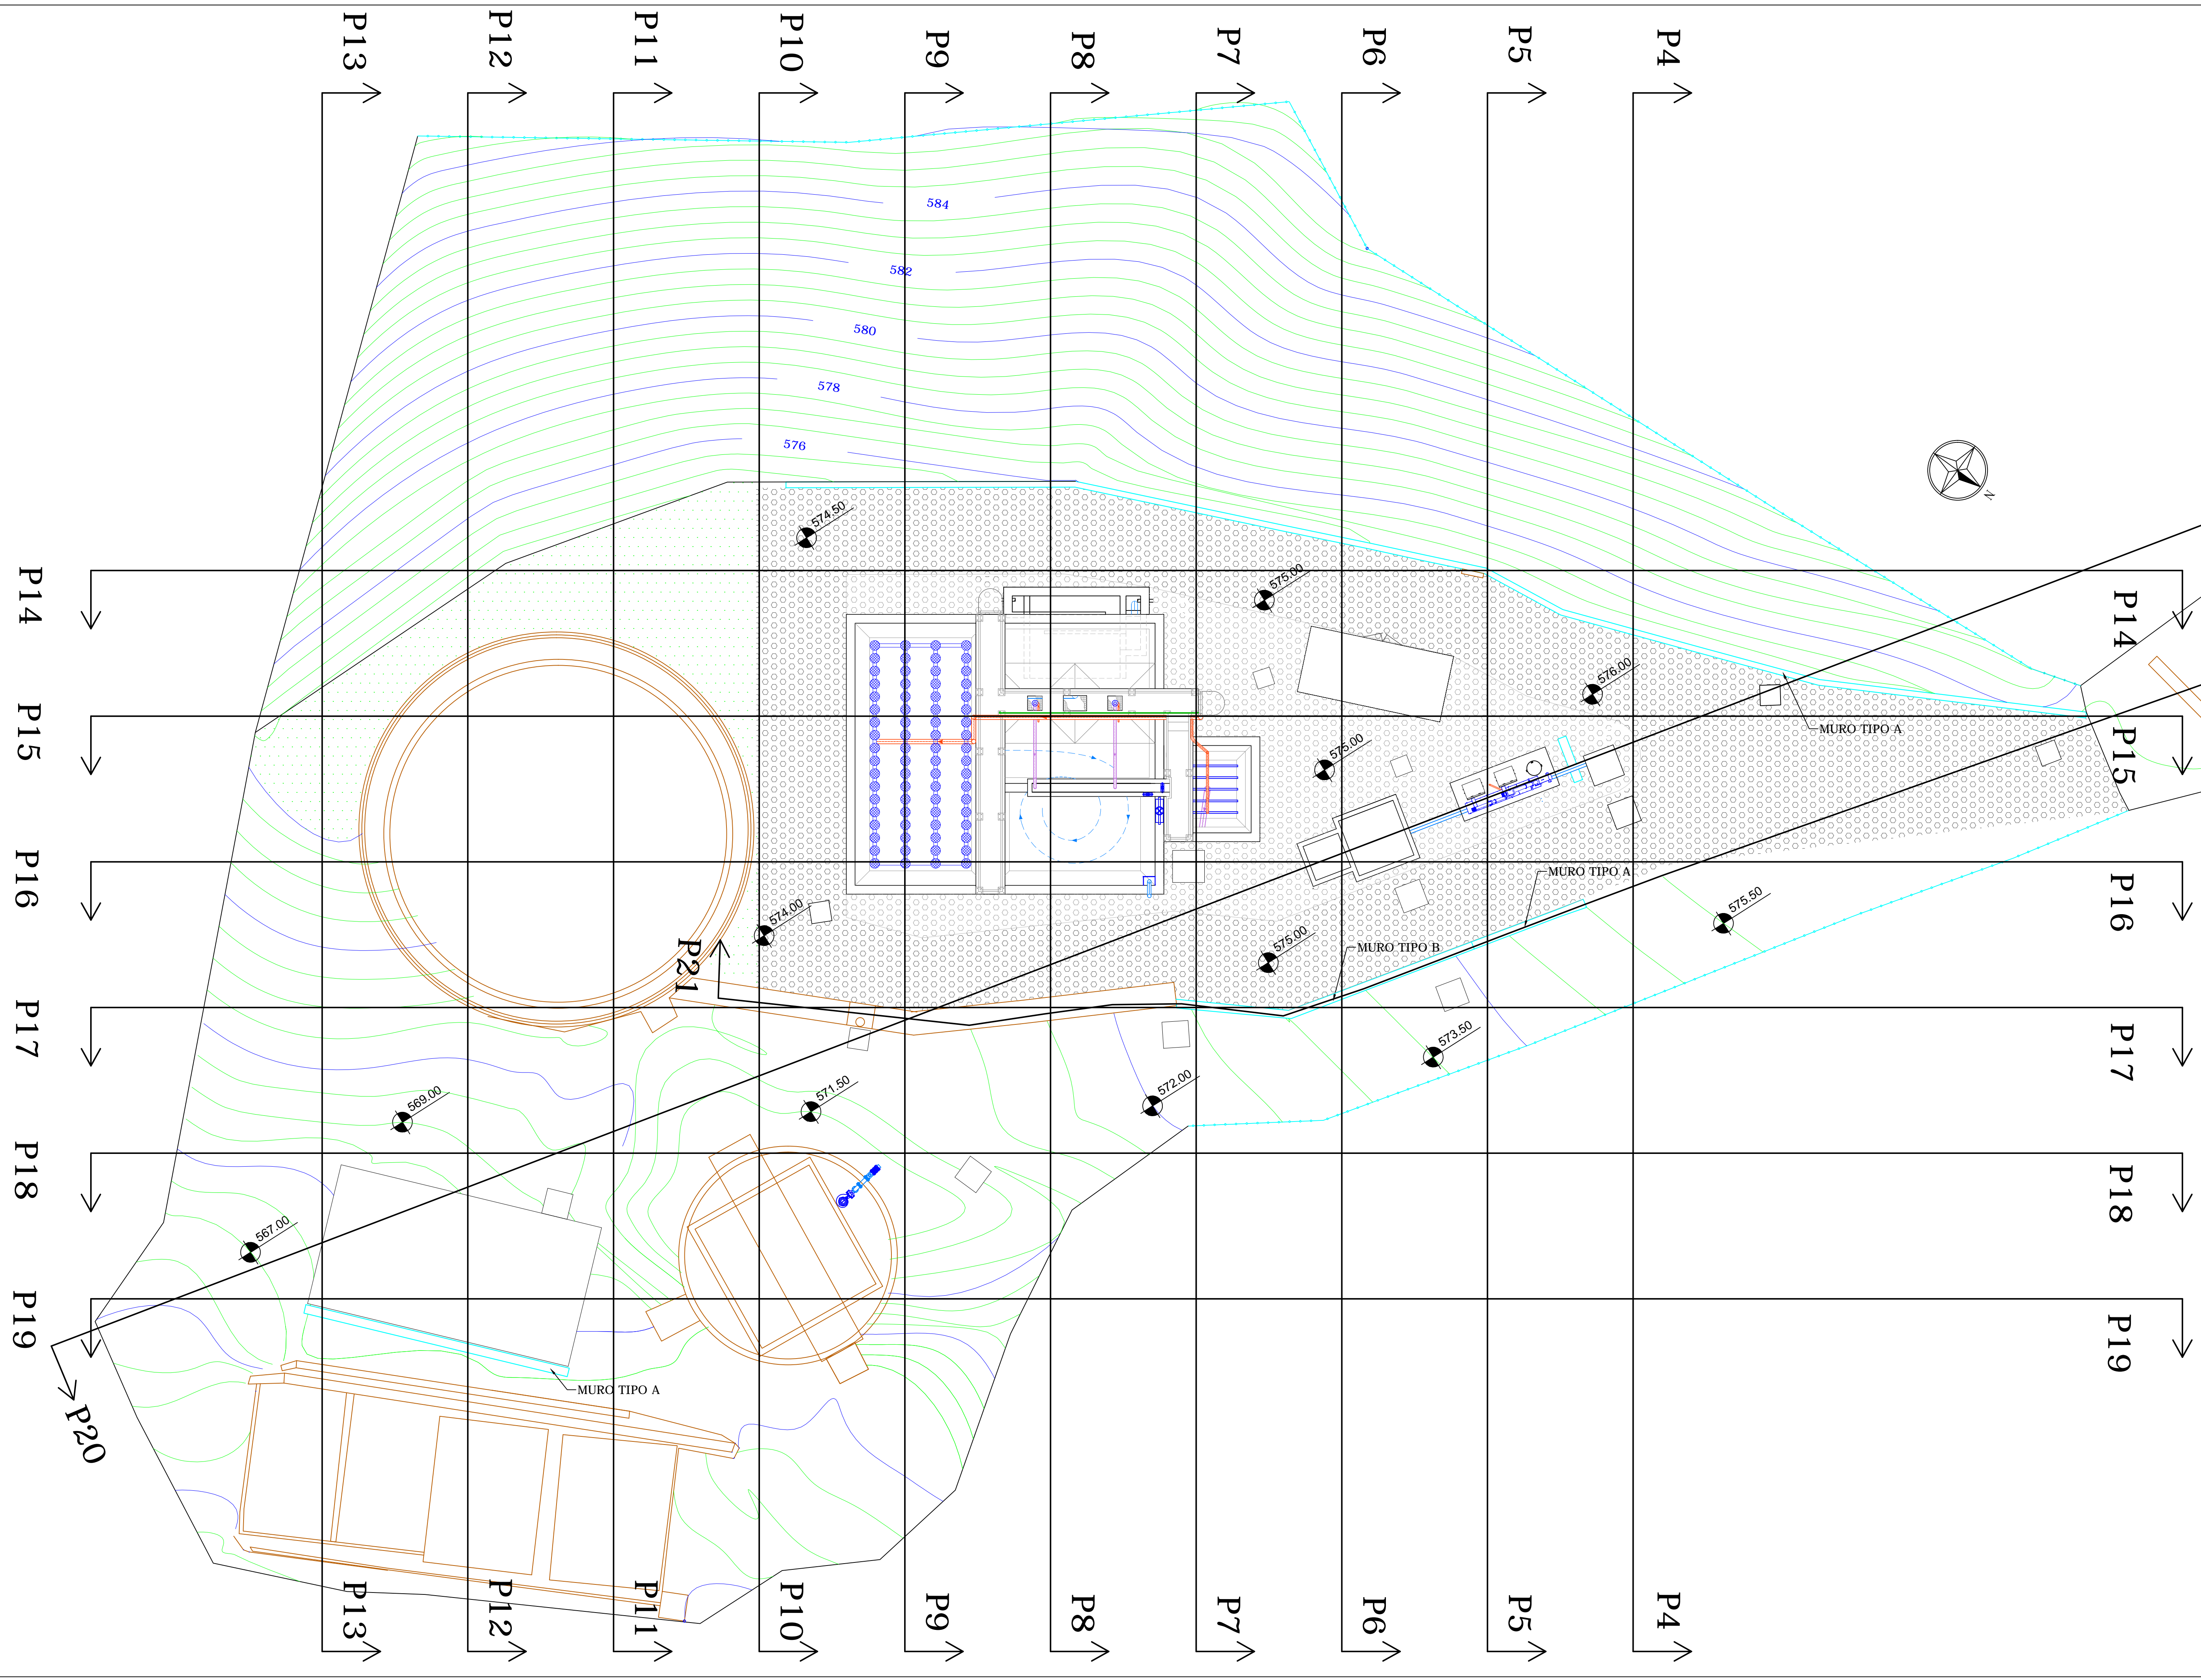 P13
P12
P11
P10
P9
P8
P7
P6
P5
P4
584
582
580
578
576
N
574.50
575.00
576.00
P14
P14
MURO TIPO A
P15
P15
575.00
MURO TIPO A
P16
P16
575.50
574.00
575.00
MURO TIPO B
P21
P17
P17
573.50
569.00
571.50
572.00
P18
P18
567.00
P19
P19
MURO TIPO A
P20
P13
P12
P11
P10
P9
P8
P7
P6
P5
P4